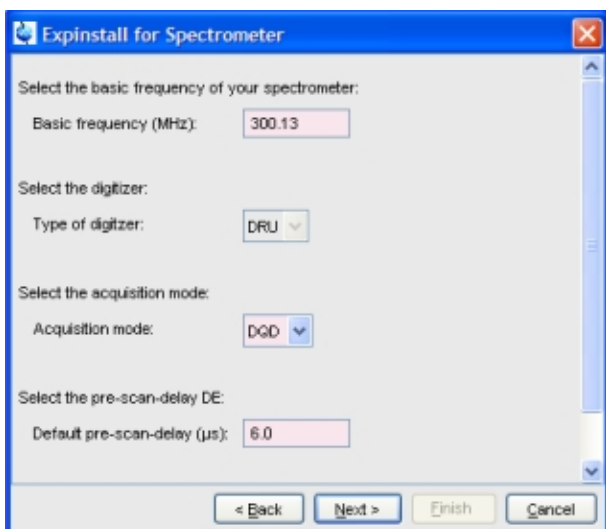 Expinstall for Spectrometer
Select the basic frequency of your spectrometer:
Basic frequency (MHz): 300.13
Select the digitizer:
Type of digitzer: DRU
Select the acquisition mode:
Acquisition mode: DQD
Select the pre-scan-delay DE:
Default pre-scan-delay (µs): 6.0
< Back Next > Finish Cancel